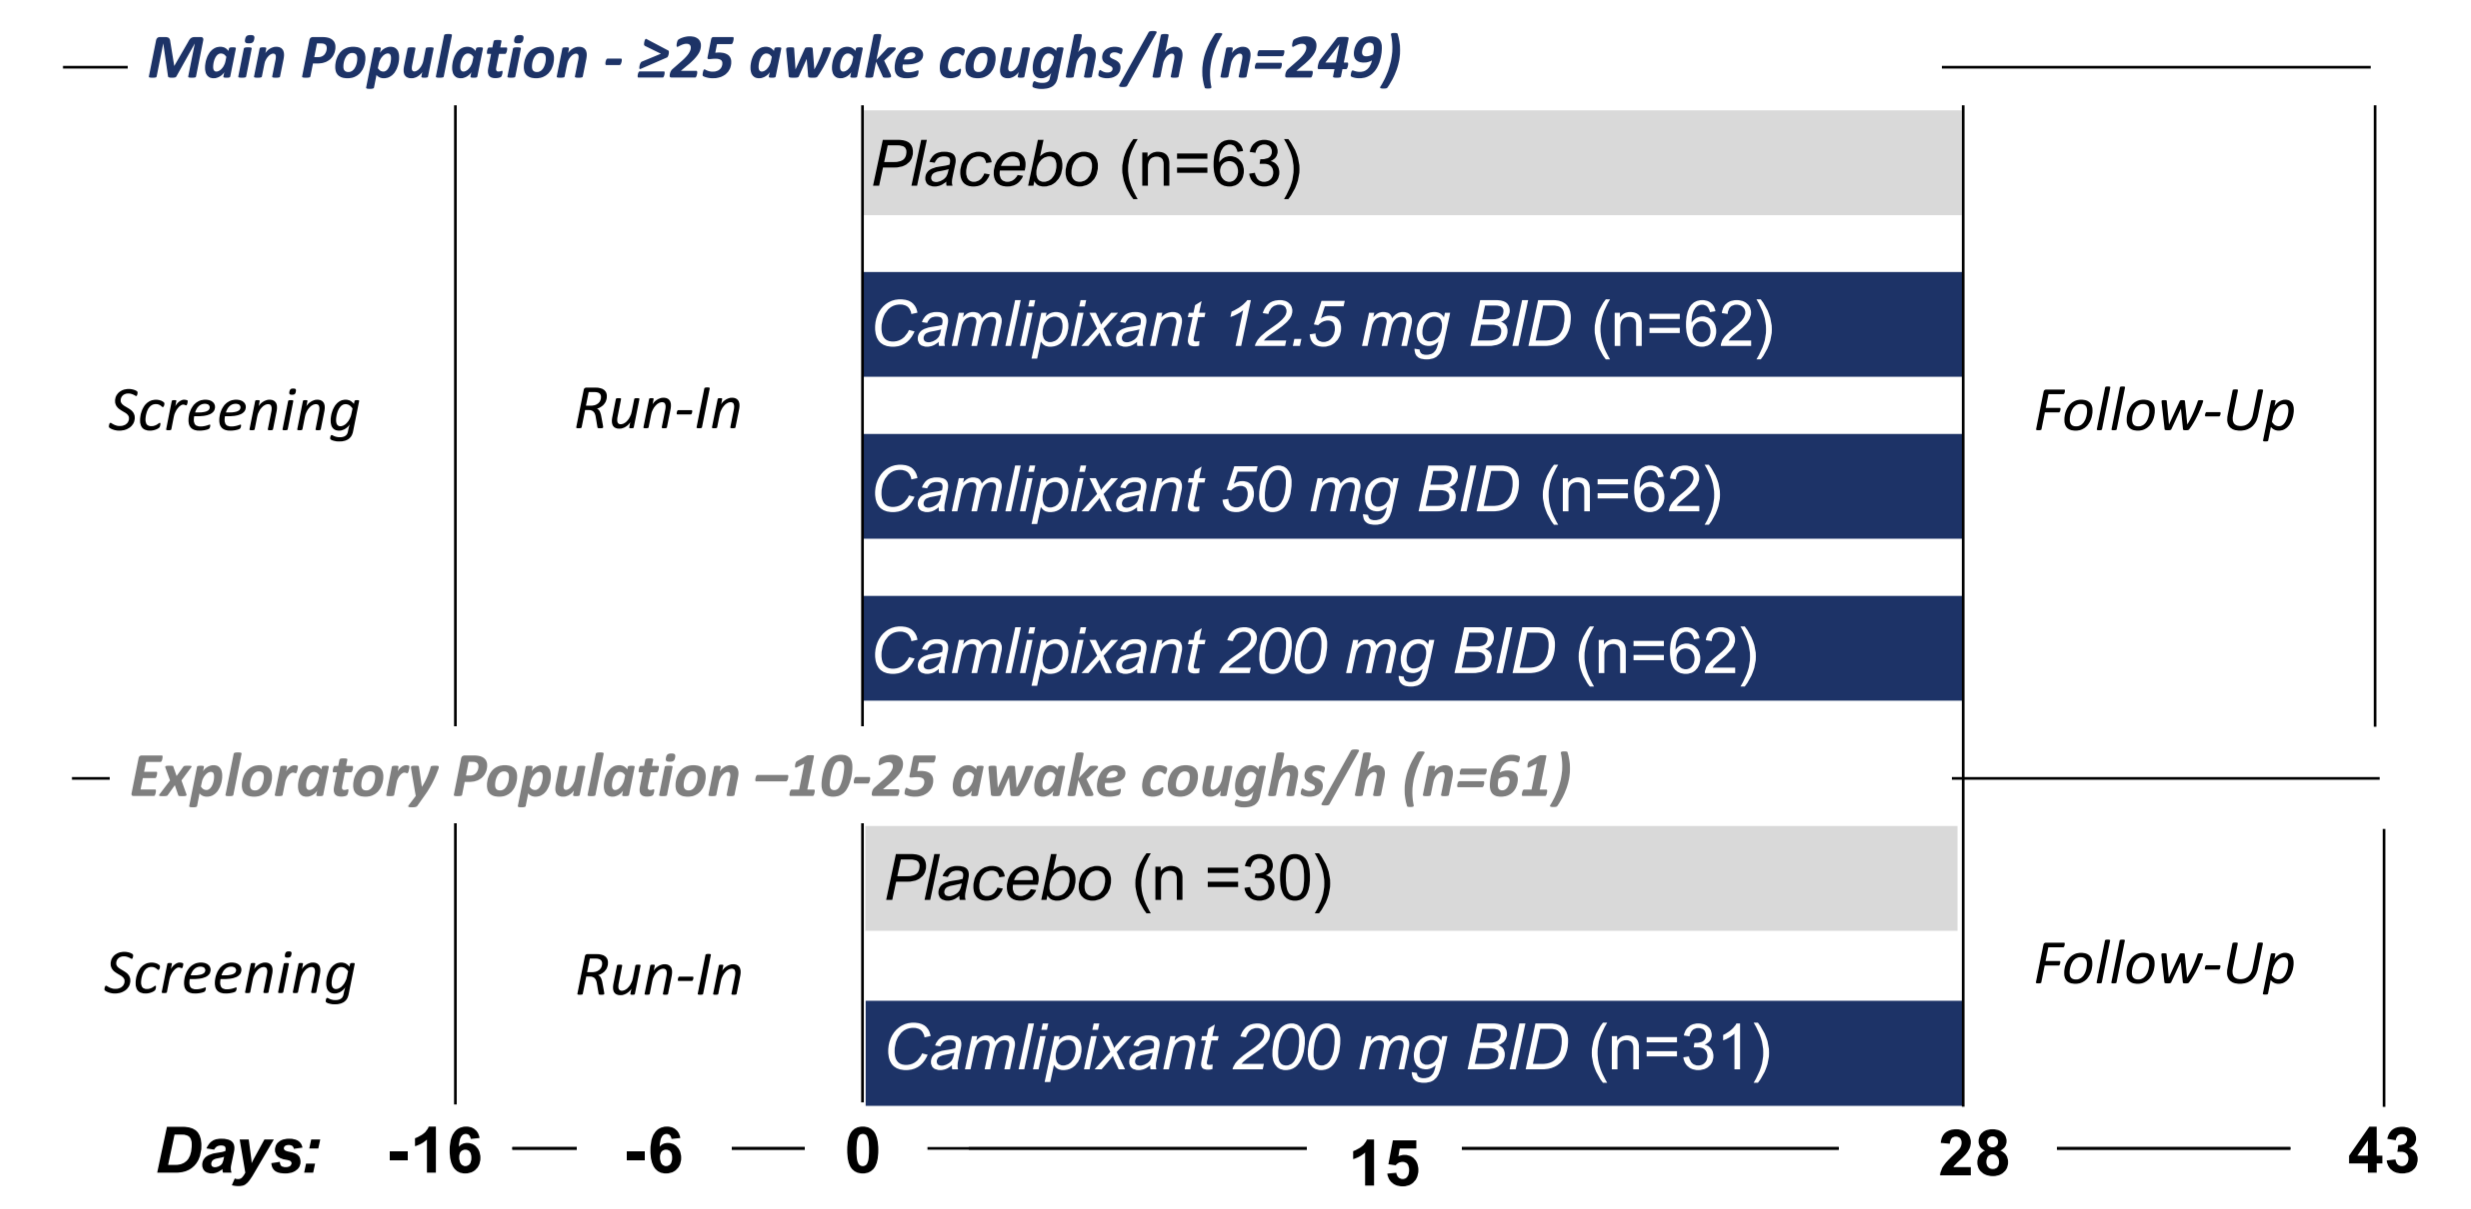 Main Population - ≥25 awake coughs/h (n=249)
Placebo (n=63)
Camlipixant 12.5 mg BID (n=62)
Screening Run-In Follow-Up
Camlipixant 50 mg BID (n=62)
Camlipixant 200 mg BID (n=62)
Exploratory Population –10-25 awake coughs/h (n=61)
Placebo (n =30)
Screening Run-In Follow-Up
Camlipixant 200 mg BID (n=31)
Days: -16 -6 0 15 28 43